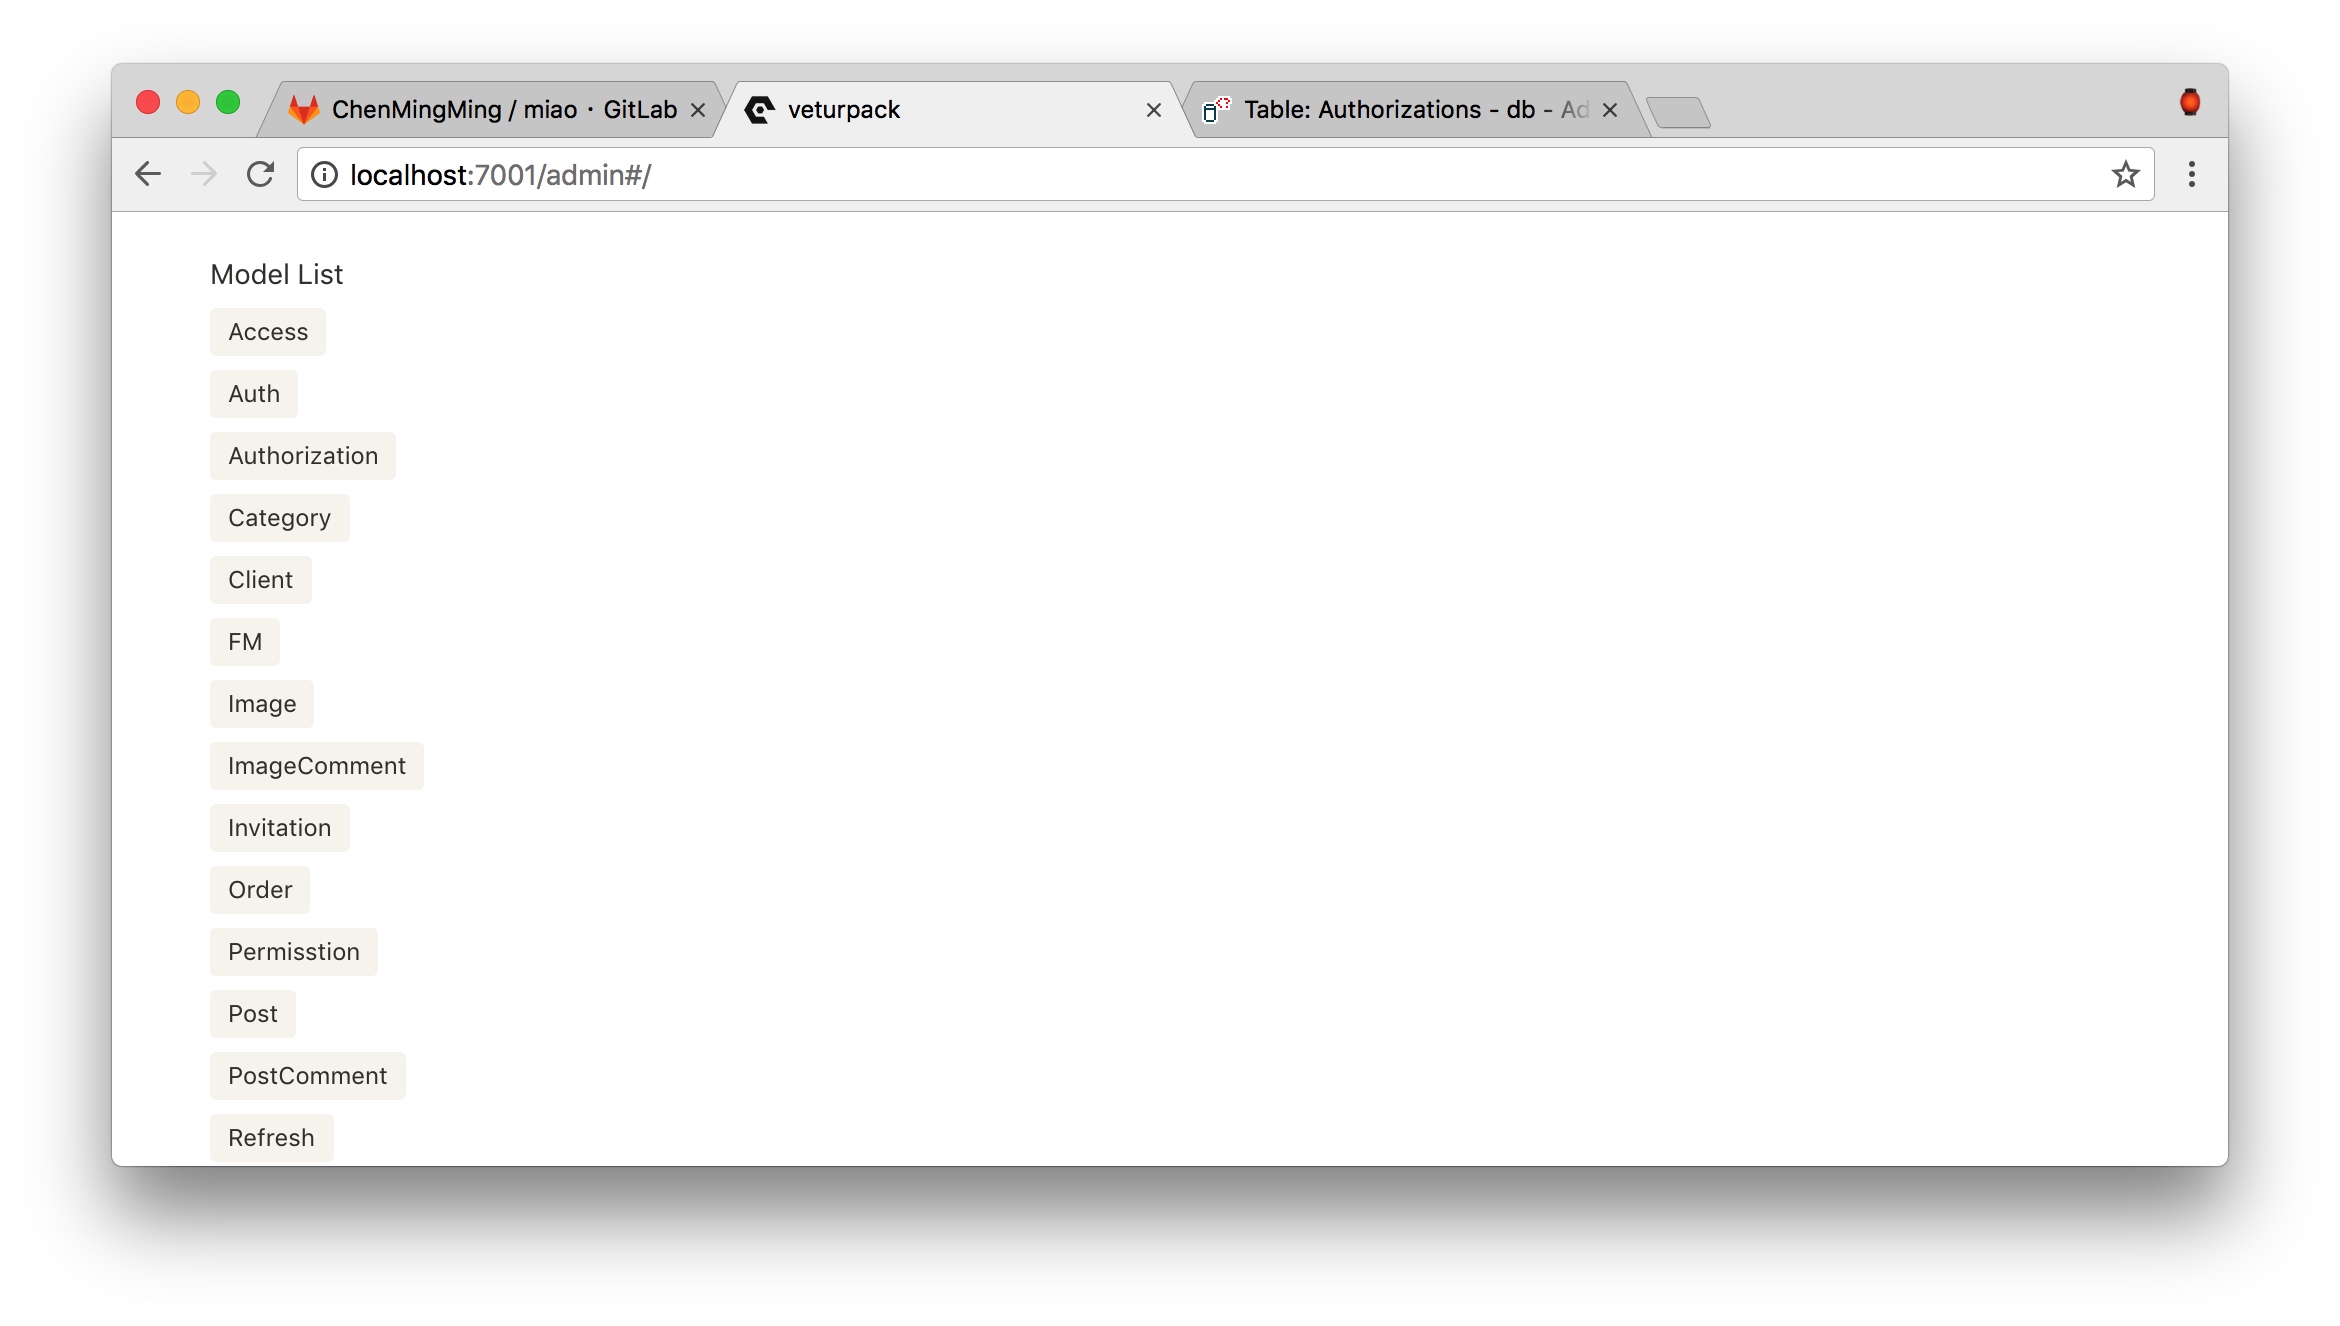 ChenMingMing / miao · GitLab
veturpack
Table: Authorizations - db - Ad
localhost:7001/admin#/
Model List
Access
Auth
Authorization
Category
Client
FM
Image
ImageComment
Invitation
Order
Permisstion
Post
PostComment
Refresh